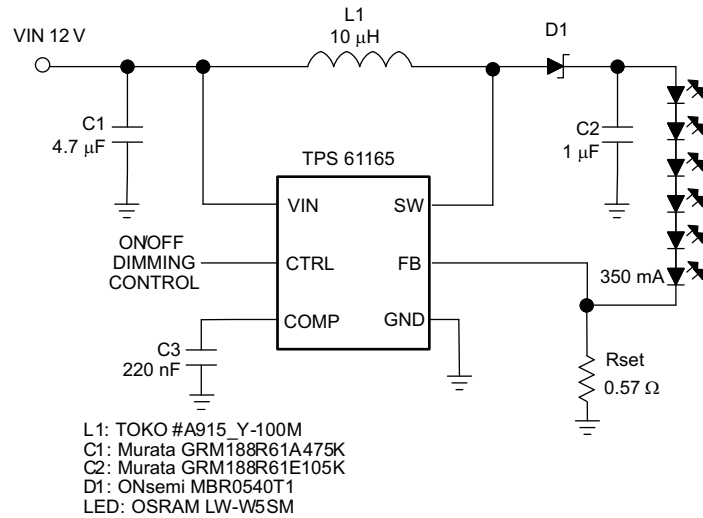 L1
VIN 12 V
10 μH
D1
C1
4.7 μF
C2
1 μF
TPS 61165
VIN
SW
ON/OFF
DIMMING
CONTROL
CTRL
FB
350 mA
COMP
GND
C3
220 nF
Rset
0.57 Ω
L1: TOKO #A915_Y-100M
C1: Murata GRM188R61A475K
C2: Murata GRM188R61E105K
D1: ONsemi MBR0540T1
LED: OSRAM LW-W5SM